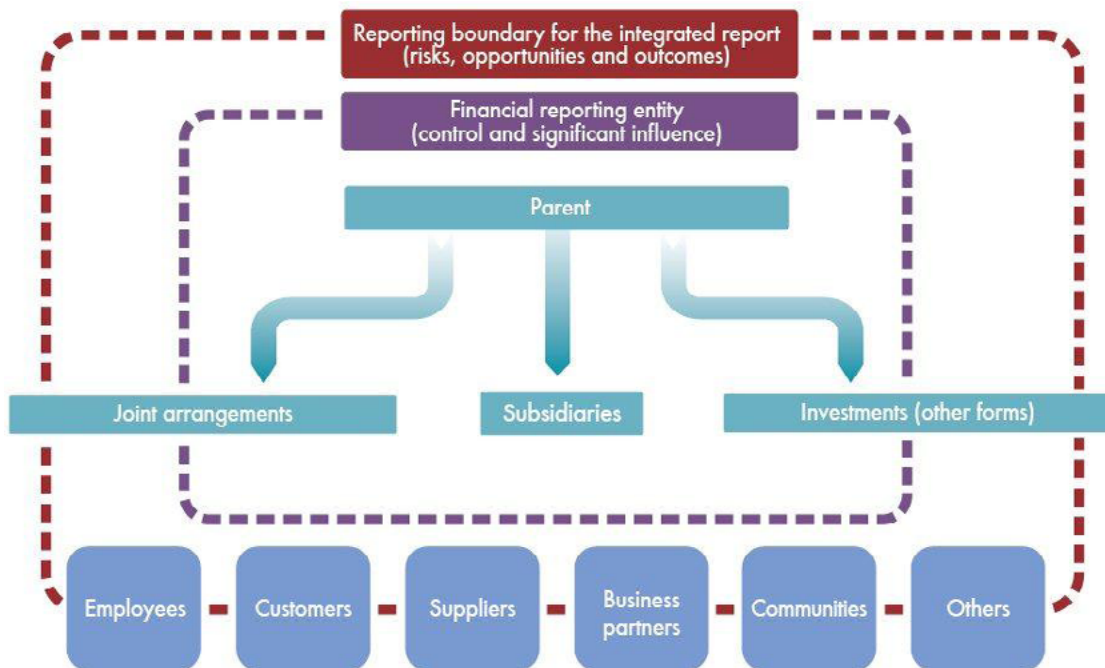 Reporting boundary for the integrated report
(risks, opportunities and outcomes)
Financial reporting entity
(control and significant influence)
Parent
Joint arrangements
Subsidiaries
Investments (other forms)
Employees
Customers
Suppliers
Business
partners
Communities
Others